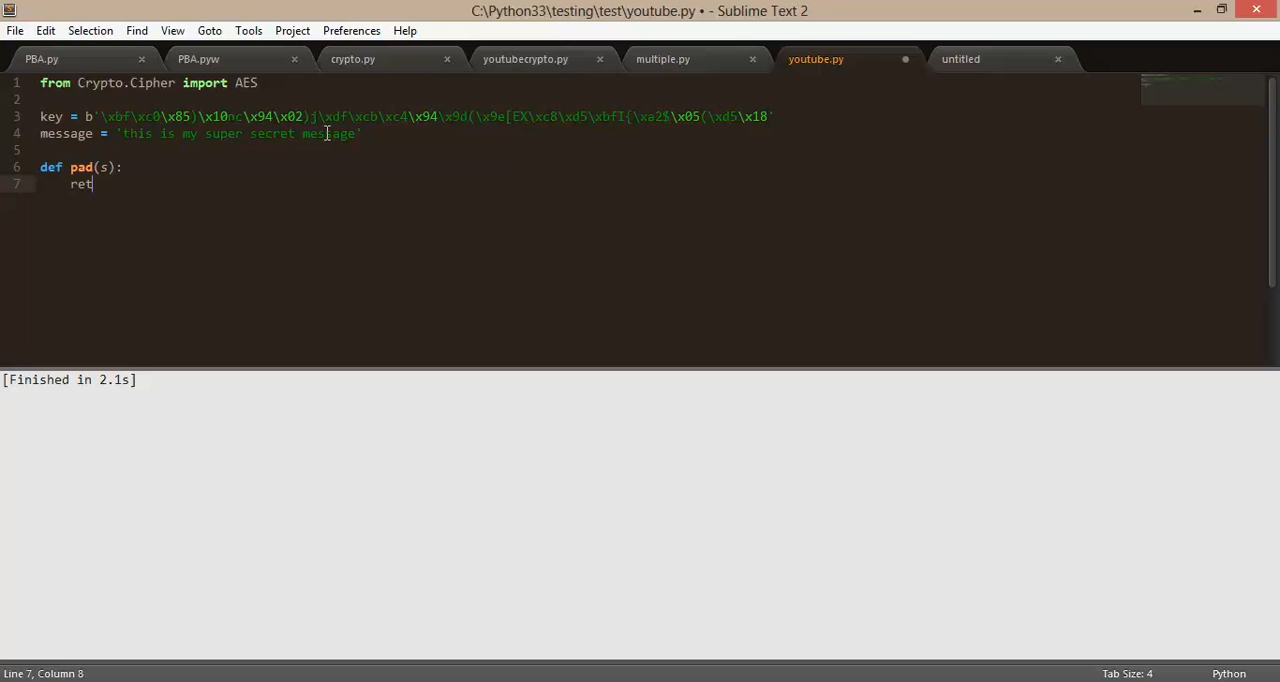 C:\Python33\testing\test\youtube.py • - Sublime Text 2
File Edit Selection Find View Goto Tools Project Preferences Help
PBA.py PBA.pyw crypto.py youtubecrypto.py multiple.py youtube.py untitled
1 from Crypto.Cipher import AES
2
3 key = b'\xbf\xc0\x85)\x10nc\x94\x02)j\xdf\xcb\xc4\x94\x9d(\x9e[EX\xc8\xd5\xbfI{\xa2$\x05(\xd5\x18'
4 message = 'this is my super secret message'
5
6 def pad(s):
7 ret
[Finished in 2.1s]
Line 7, Column 8 Tab Size: 4 Python